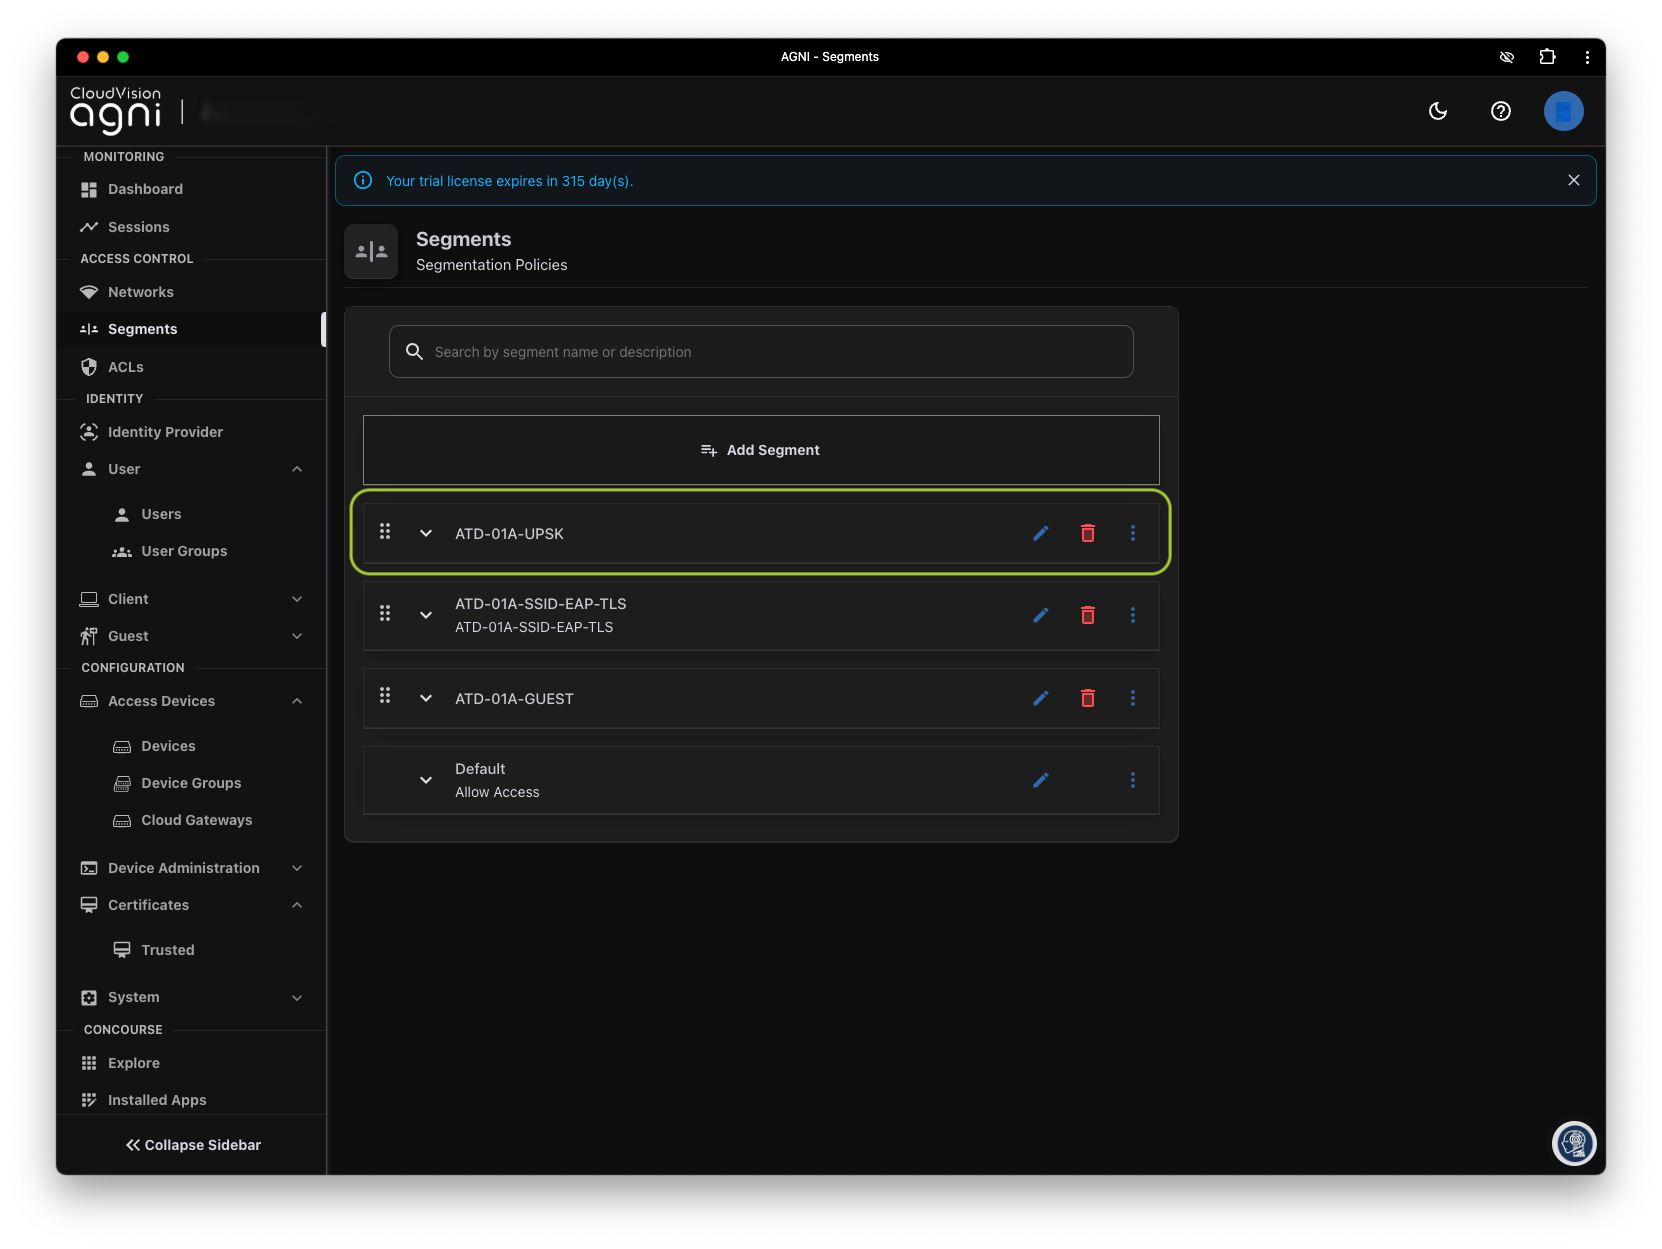 AGNI - Segments
CloudVision
agni
MONITORING
Dashboard
Sessions
ACCESS CONTROL
Networks
Segments
ACLs
IDENTITY
Identity Provider
User
Users
User Groups
Client
Guest
CONFIGURATION
Access Devices
Devices
Device Groups
Cloud Gateways
Device Administration
Certificates
Trusted
System
CONCOURSE
Explore
Installed Apps
Collapse Sidebar
Your trial license expires in 315 day(s).
Segments
Segmentation Policies
Search by segment name or description
Add Segment
ATD-01A-UPSK
ATD-01A-SSID-EAP-TLS
ATD-01A-SSID-EAP-TLS
ATD-01A-GUEST
Default
Allow Access